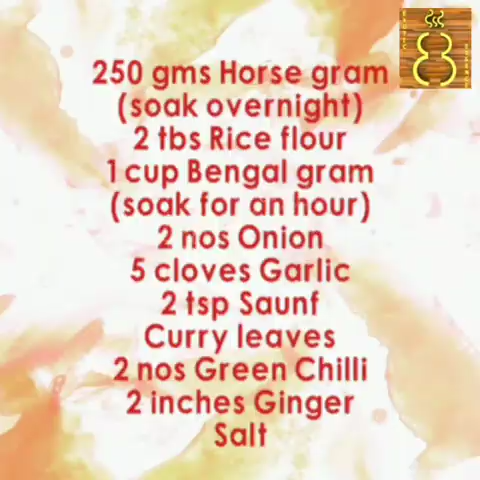 250 gms Horse gram
(soak overnight)
2 tbs Rice flour
1 cup Bengal gram
(soak for an hour)
2 nos Onion
5 cloves Garlic
2 tsp Saunf
Curry leaves
2 nos Green Chilli
2 inches Ginger
Salt